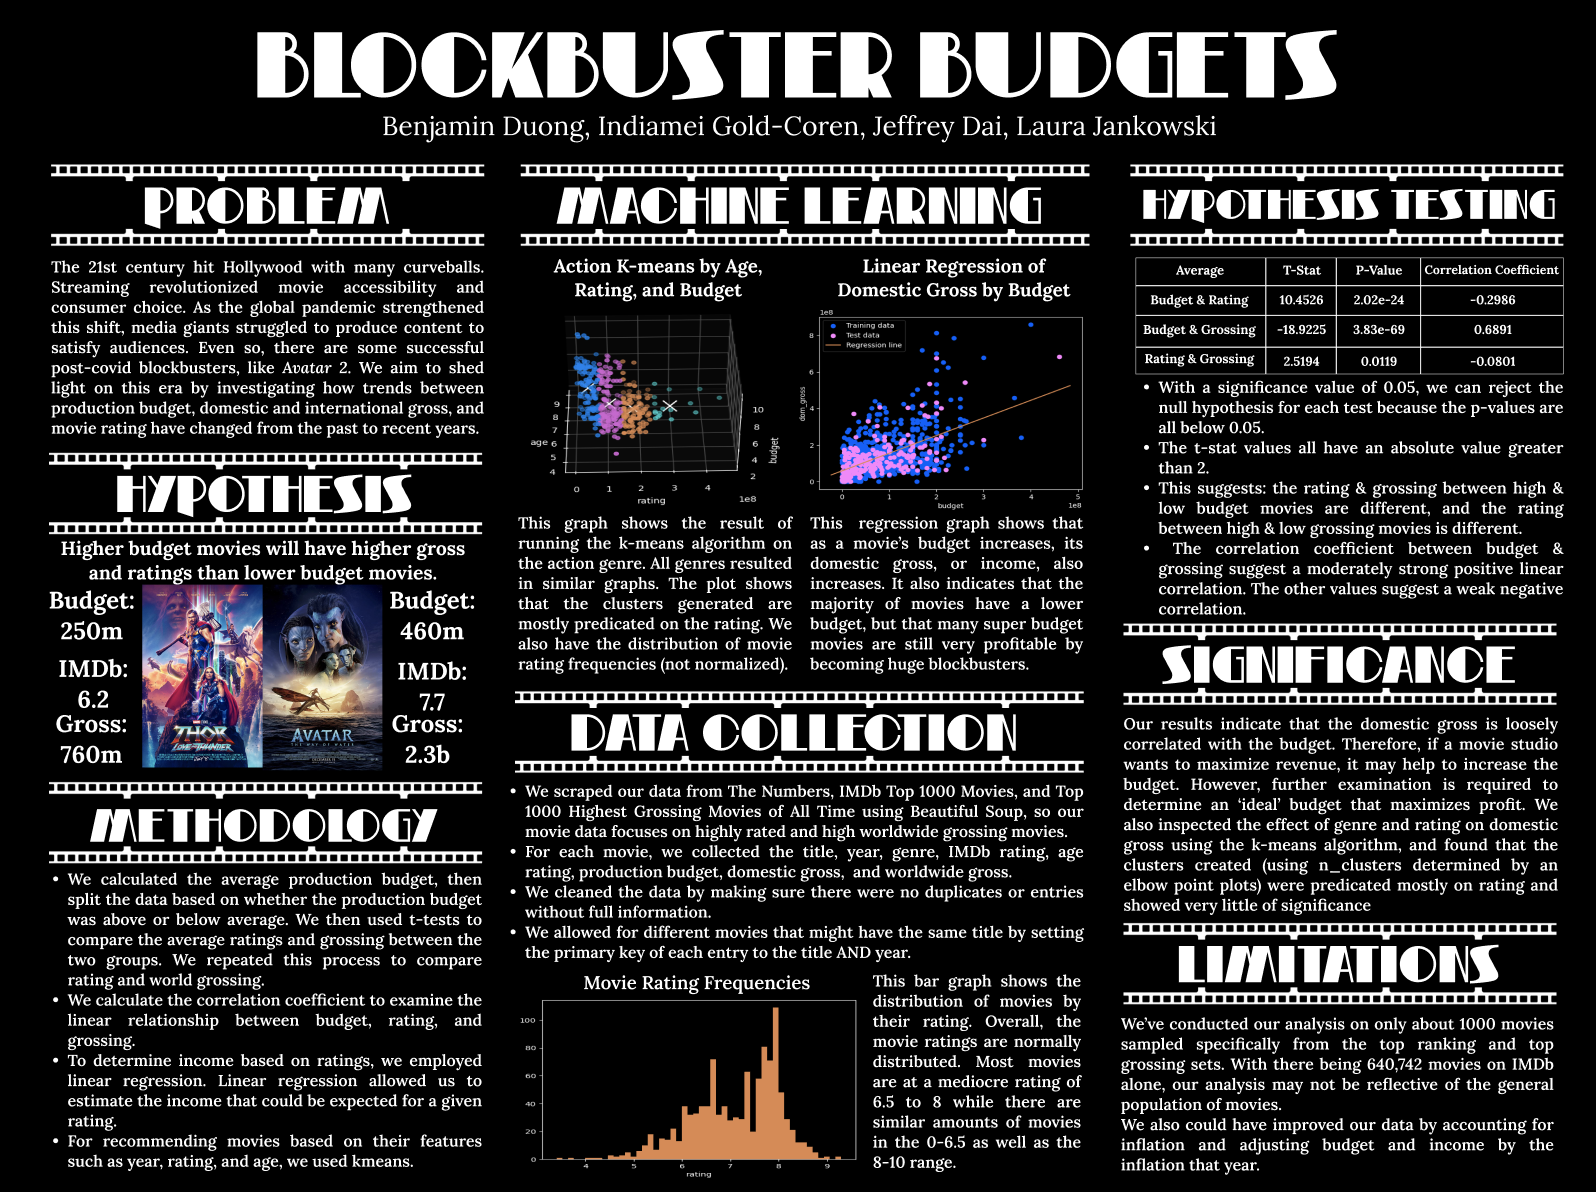 BLOCKBUSTER BUDGETS
Benjamin Duong, Indiamei Gold-Coren, Jeffrey Dai, Laura Jankowski
PROBLEM
The 21st century hit Hollywood with many curveballs.
Streaming revolutionized movie accessibility and
consumer choice. As the global pandemic strengthened
this shift, media giants struggled to produce content to
satisfy audiences. Even so, there are some successful
post-covid blockbusters, like Avatar 2. We aim to shed
light on this era by investigating how trends between
production budget, domestic and international gross, and
movie rating have changed from the past to recent years.
HYPOTHESIS
Higher budget movies will have higher gross
and ratings than lower budget movies.
Budget:
250m
IMDb:
6.2
Gross:
760m
THOR
LOVE AND THUNDER
AVATAR
THE WAY OF WATER
Budget:
460m
IMDb:
7.7
Gross:
2.3b
METHODOLOGY
• We calculated the average production budget, then
split the data based on whether the production budget
was above or below average. We then used t-tests to
compare the average ratings and grossing between the
two groups. We repeated this process to compare
rating and world grossing.
• We calculate the correlation coefficient to examine the
linear relationship between budget, rating, and
grossing.
• To determine income based on ratings, we employed
linear regression. Linear regression allowed us to
estimate the income that could be expected for a given
rating.
• For recommending movies based on their features
such as year, rating, and age, we used kmeans.
MACHINE LEARNING
Action K-means by Age,
Rating, and Budget
9
8
7
6
5
4
age
0 1 2 3 4
rating
1e8
10
8
6
4
2
budget
This graph shows the result of
running the k-means algorithm on
the action genre. All genres resulted
in similar graphs. The plot shows
that the clusters generated are
mostly predicated on the rating. We
also have the distribution of movie
rating frequencies (not normalized).
Linear Regression of
Domestic Gross by Budget
1e8
Training data
Test data
Regression line
8
6
4
2
0
dom_gross
0 1 2 3 4 5
budget
1e8
This regression graph shows that
as a movie's budget increases, its
domestic gross, or income, also
increases. It also indicates that the
majority of movies have a lower
budget, but that many super budget
movies are still very profitable by
becoming huge blockbusters.
DATA COLLECTION
• We scraped our data from The Numbers, IMDb Top 1000 Movies, and Top
1000 Highest Grossing Movies of All Time using Beautiful Soup, so our
movie data focuses on highly rated and high worldwide grossing movies.
• For each movie, we collected the title, year, genre, IMDb rating, age
rating, production budget, domestic gross, and worldwide gross.
• We cleaned the data by making sure there were no duplicates or entries
without full information.
• We allowed for different movies that might have the same title by setting
the primary key of each entry to the title AND year.
Movie Rating Frequencies
100
80
60
40
20
0
4 5 6 7 8 9
rating
This bar graph shows the
distribution of movies by
their rating. Overall, the
movie ratings are normally
distributed. Most movies
are at a mediocre rating of
6.5 to 8 while there are
similar amounts of movies
in the 0-6.5 as well as the
8-10 range.
HYPOTHESIS TESTING
Average T-Stat P-Value Correlation Coefficient
Budget & Rating 10.4526 2.02e-24 -0.2986
Budget & Grossing -18.9225 3.83e-69 0.6891
Rating & Grossing 2.5194 0.0119 -0.0801
• With a significance value of 0.05, we can reject the
null hypothesis for each test because the p-values are
all below 0.05.
• The t-stat values all have an absolute value greater
than 2.
• This suggests: the rating & grossing between high &
low budget movies are different, and the rating
between high & low grossing movies is different.
• The correlation coefficient between budget &
grossing suggest a moderately strong positive linear
correlation. The other values suggest a weak negative
correlation.
SIGNIFICANCE
Our results indicate that the domestic gross is loosely
correlated with the budget. Therefore, if a movie studio
wants to maximize revenue, it may help to increase the
budget. However, further examination is required to
determine an 'ideal' budget that maximizes profit. We
also inspected the effect of genre and rating on domestic
gross using the k-means algorithm, and found that the
clusters created (using n_clusters determined by an
elbow point plots) were predicated mostly on rating and
showed very little of significance
LIMITATIONS
We've conducted our analysis on only about 1000 movies
sampled specifically from the top ranking and top
grossing sets. With there being 640,742 movies on IMDb
alone, our analysis may not be reflective of the general
population of movies.
We also could have improved our data by accounting for
inflation and adjusting budget and income by the
inflation that year.